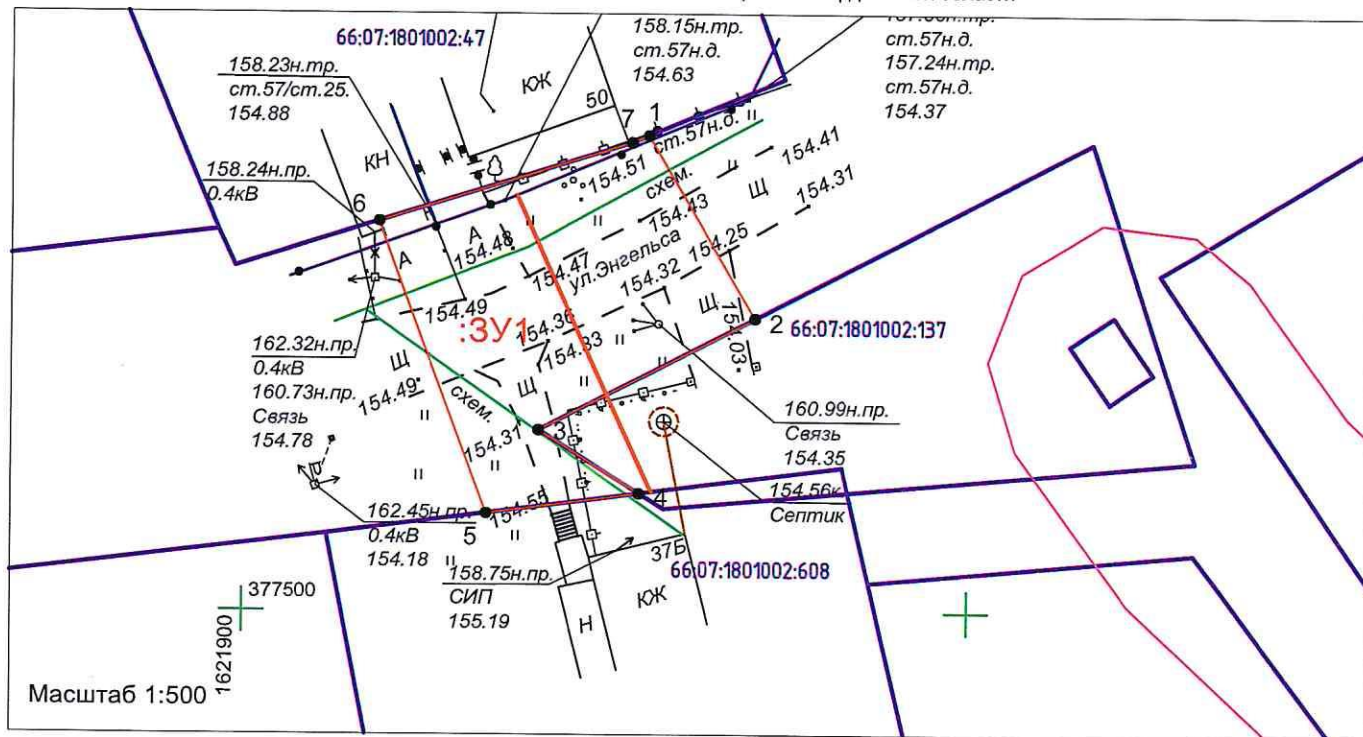 66:07:1801002:47
158.15н.тр.
ст.57н.д.
154.63
ст.57н.д.
157.24н.тр.
ст.57н.д.
154.37
158.23н.тр.
ст.57/ст.25.
154.88
КЖ
50
7
1
ст.57н.д.
КН
158.24н.пр.
0.4кВ
6
154.51
схем.
154.41
154.31
Щ
154.43
А
154.48
А
154.47
ул.Энгельса
154.25
154.32
154.49
:ЗУ1
154.36
154.33
Щ
154.03
2
66:07:1801002:137
162.32н.пр.
0.4кВ
160.73н.пр.
Связь
154.78
Щ
154.49
схем.
Щ
154.31
3
160.99н.пр.
Связь
154.35
154.56к
Септик
4
154.55
5
162.45н.пр.
0.4кВ
154.18
158.75н.пр.
СИП
155.19
37Б
66:07:1801002:608
КЖ
Н
377500
1621900
Масштаб 1:500